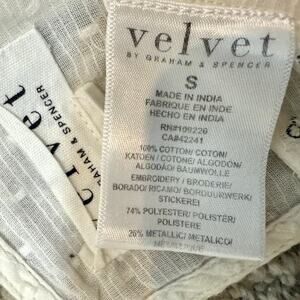 velvet
BY GRAHAM & SPENCER
S
MADE IN INDIA
FABRIQUE EN INDE
HECHO EN INDIA
RN#109226
CA#42241
100% COTTON/ COTON/
KATOEN / COTONE/ ALGODÓN/
ALGODÃO/ BAUMWOLLE
EMBROIDERY / BRODERIE/
BORADO/ RICAMO/ BORDUURWERK/
STICKEREI
74% POLYESTER/ POLISTER/
POLIESTERE
26% METALLIC/ METALICO/
velvet
GRAHAM & SPENCER